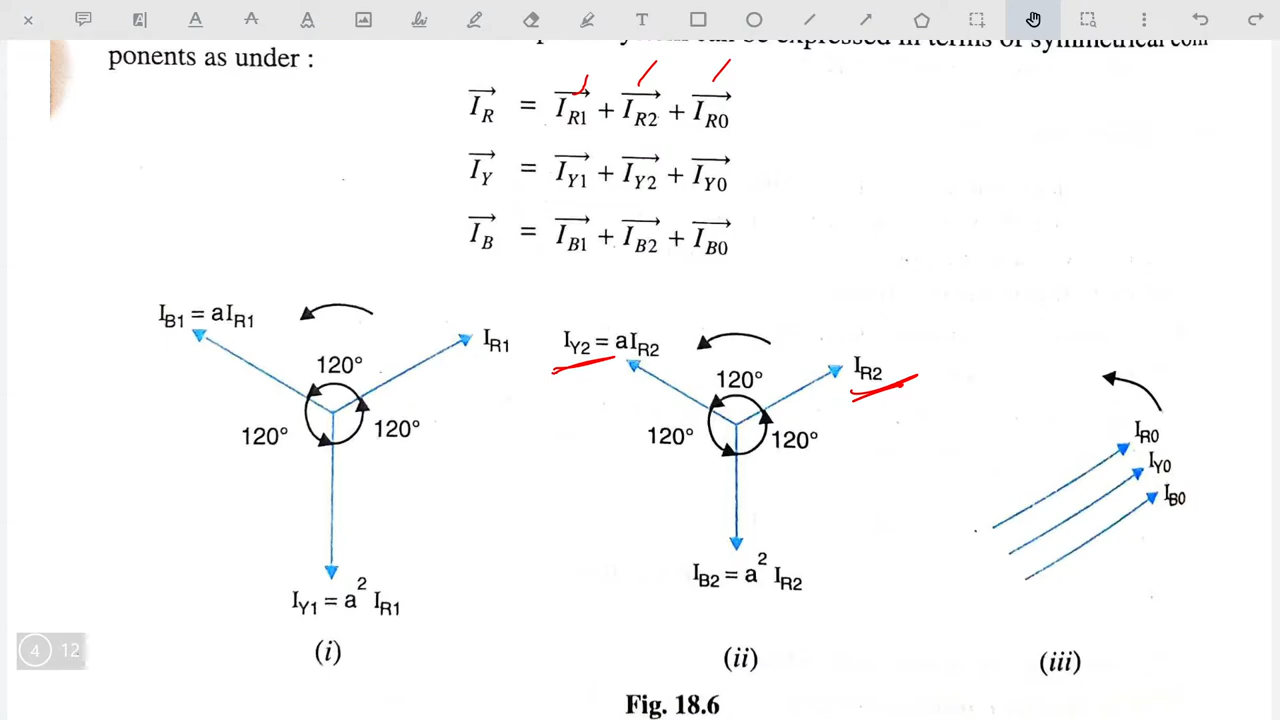 ponents as under :
I_R = I_R1 + I_R2 + I_R0
I_Y = I_Y1 + I_Y2 + I_Y0
I_B = I_B1 + I_B2 + I_B0
I_B1 = aI_R1
I_R1
120°
120°
120°
I_Y1 = a² I_R1
(i)
I_Y2 = aI_R2
I_R2
120°
120°
120°
I_B2 = a² I_R2
(ii)
I_R0
I_Y0
I_B0
(iii)
4 12
Fig. 18.6